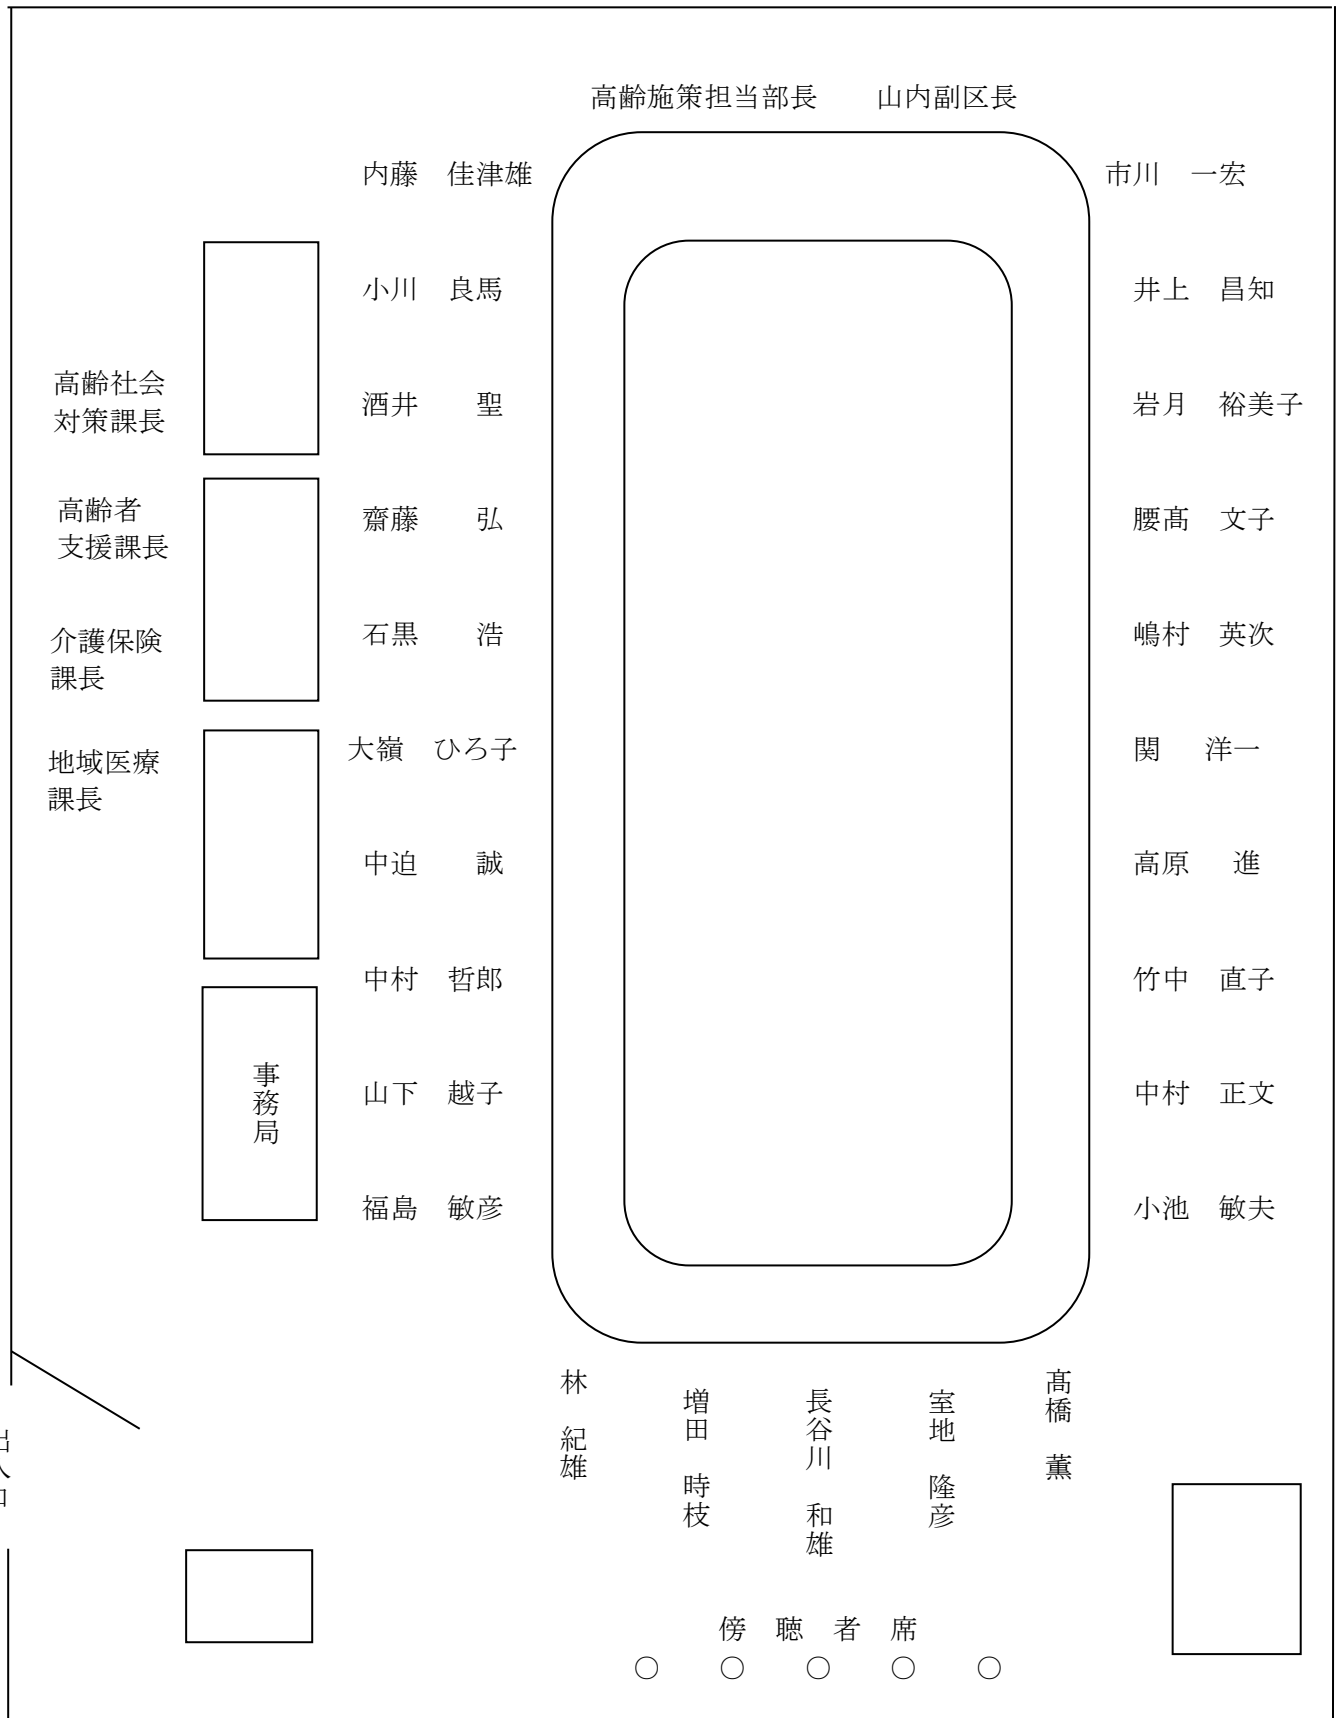 高齢施策担当部長　　山内副区長
内藤　佳津雄
市川　一宏
小川　良馬
井上　昌知
高齢社会
対策課長
酒井　　聖
岩月　裕美子
高齢者
支援課長
齋藤　　弘
腰髙　文子
介護保険
課長
石黒　　浩
嶋村　英次
地域医療
課長
大嶺　ひろ子
関　洋一
中迫　　誠
高原　進
中村　哲郎
竹中　直子
事務局
山下　越子
中村　正文
福島　敏彦
小池　敏夫
林　紀雄
増田　時枝
長谷川　和雄
室地　隆彦
髙橋　薫
出入口
傍　聴　者　席
○　○　○　○　○